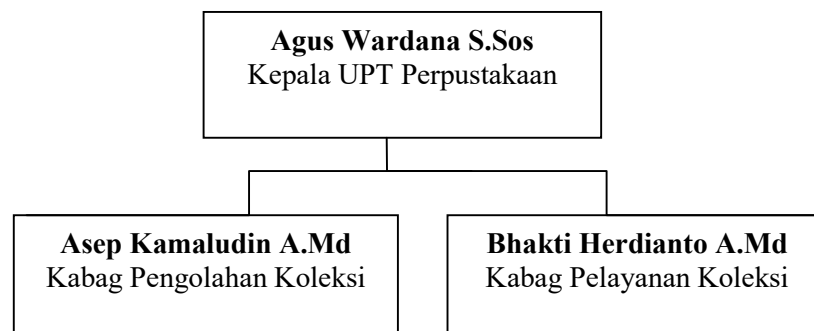 Agus Wardana S.Sos
Kepala UPT Perpustakaan
Asep Kamaludin A.Md
Kabag Pengolahan Koleksi
Bhakti Herdianto A.Md
Kabag Pelayanan Koleksi